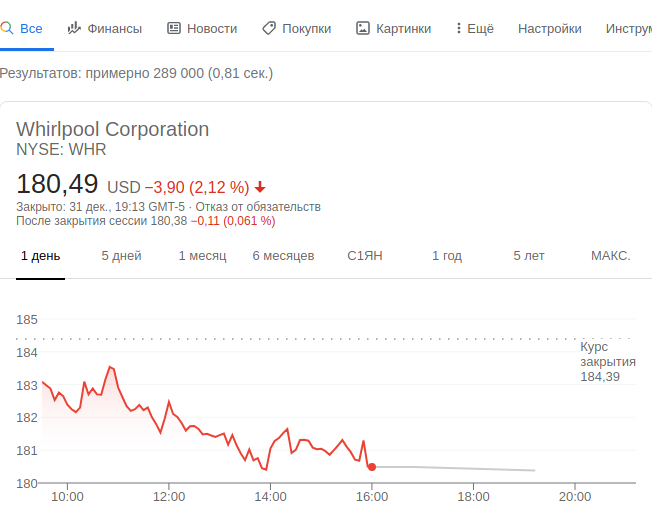 Все Финансы Новости Покупки Картинки Ещё Настройки Инструм
Результатов: примерно 289 000 (0,81 сек.)
Whirlpool Corporation
NYSE: WHR
180,49 USD −3,90 (2,12 %)
Закрыто: 31 дек., 19:13 GMT-5 · Отказ от обязательств
После закрытия сессии 180,38 −0,11 (0,061 %)
1 день 5 дней 1 месяц 6 месяцев С1ЯН 1 год 5 лет МАКС.
185
184
183
182
181
180
Курс
закрытия
184,39
10:00 12:00 14:00 16:00 18:00 20:00